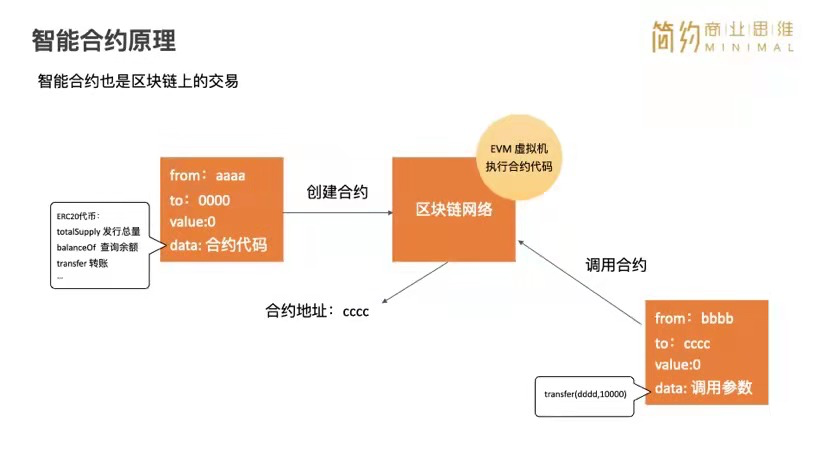 智能合约原理
简约商业思维
MINIMAL
智能合约也是区块链上的交易
EVM 虚拟机
执行合约代码
from：aaaa
to：0000
value:0
data: 合约代码
创建合约
区块链网络
ERC20代币：
totalSupply 发行总量
balanceOf 查询余额
transfer 转账
...
调用合约
合约地址：cccc
from：bbbb
to：cccc
value:0
data: 调用参数
transfer(dddd,10000)